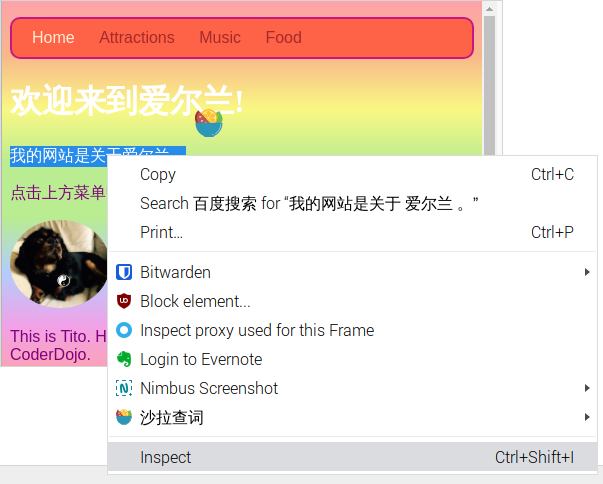 Home Attractions Music Food
欢迎来到爱尔兰!
我的网站是关于爱尔兰。
点击上方菜单
This is Tito. H
CoderDojo.
Copy Ctrl+C
Search 百度搜索 for “我的网站是关于 爱尔兰 。”
Print... Ctrl+P
Bitwarden
Block element...
Inspect proxy used for this Frame
Login to Evernote
Nimbus Screenshot
沙拉查词
Inspect Ctrl+Shift+I